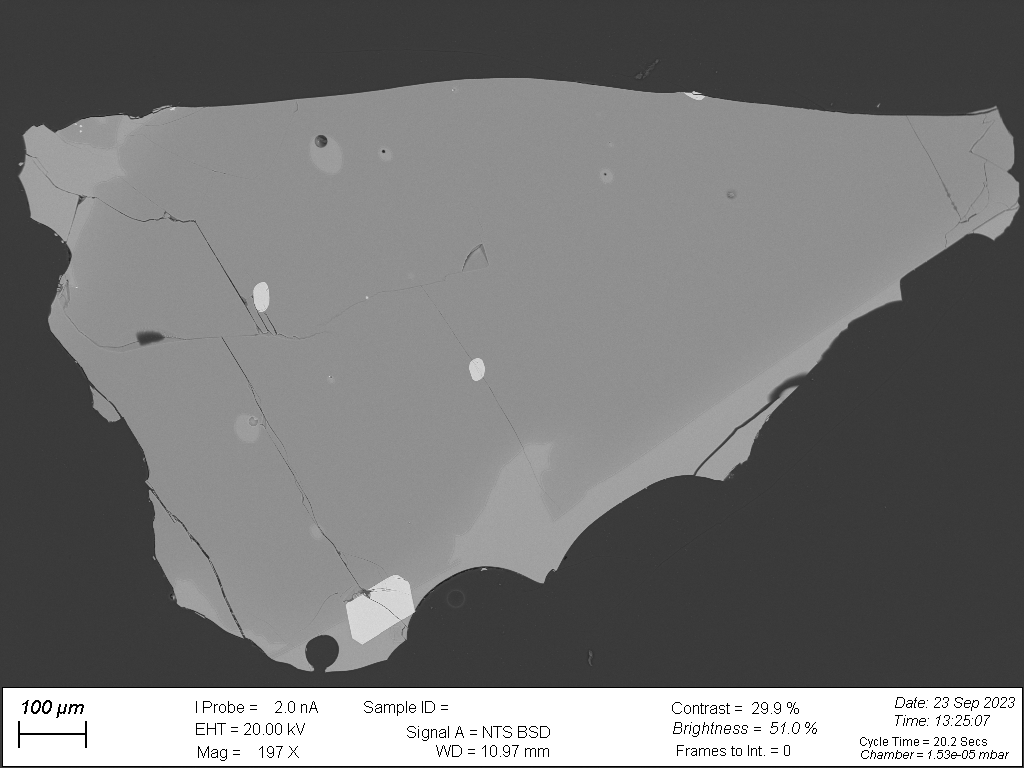 100 µm
I Probe = 2.0 nA
EHT = 20.00 kV
Mag = 197 X
Sample ID =
Signal A = NTS BSD
WD = 10.97 mm
Contrast = 29.9 %
Brightness = 51.0 %
Frames to Int. = 0
Date: 23 Sep 2023
Time: 13:25:07
Cycle Time = 20.2 Secs
Chamber = 1.53e-05 mbar